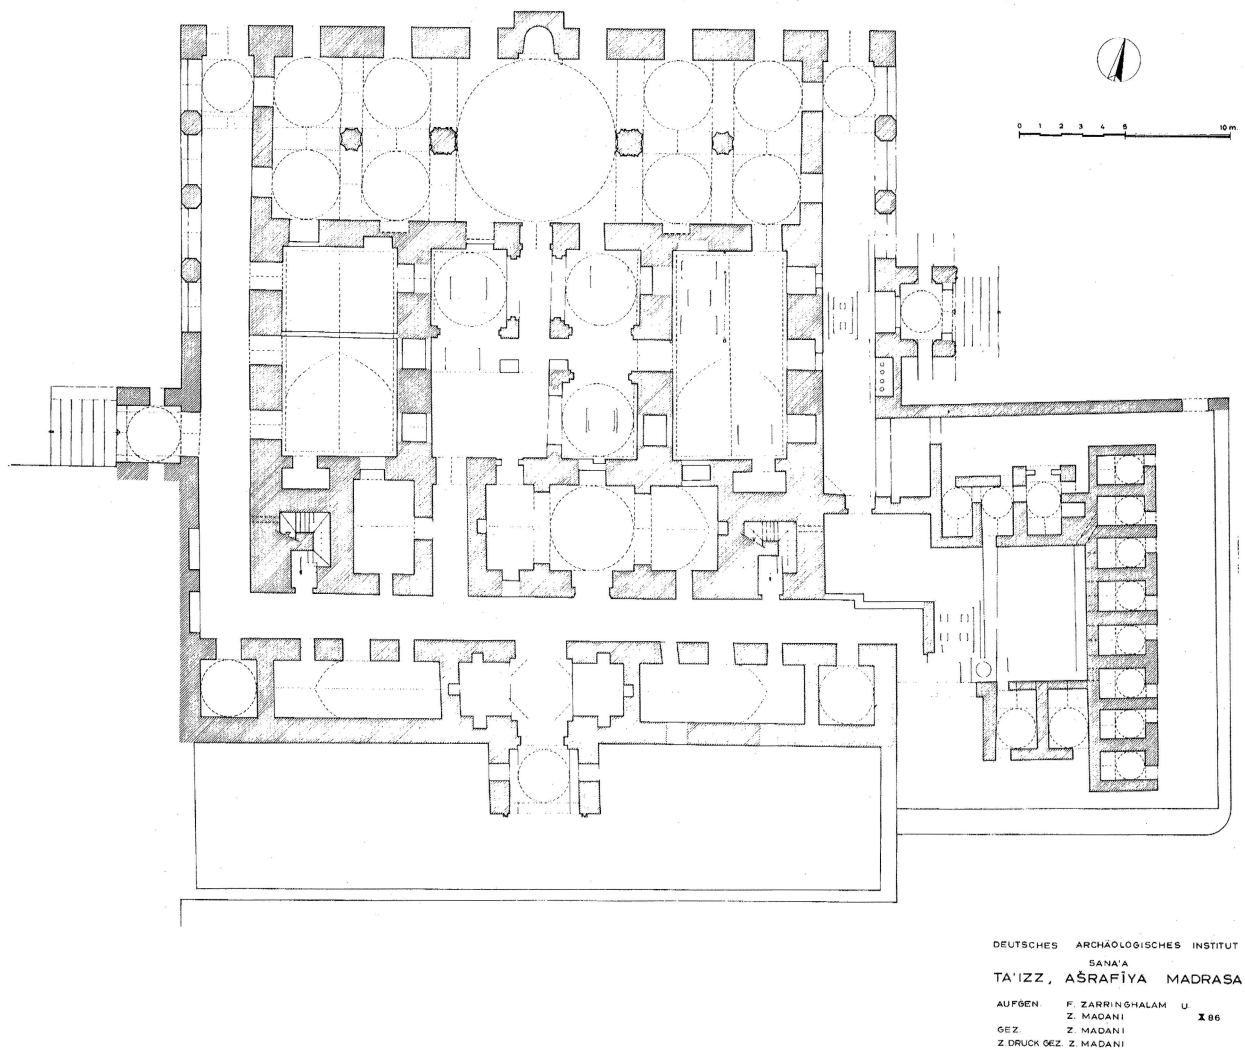 0 1 2 3 4 5 10 m.
DEUTSCHES ARCHÄOLOGISCHES INSTITUT
SANA'A
TA'IZZ, AŠRAFĪYA MADRASA
AUFGEN. F. ZARRINGHALAM U.
Z. MADANI X 86
GEZ. Z. MADANI
Z. DRUCK GEZ. Z. MADANI